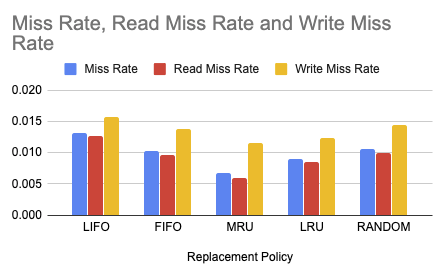 Miss Rate, Read Miss Rate and Write Miss
Rate
Miss Rate Read Miss Rate Write Miss Rate
0.020
0.015
0.010
0.005
0.000
LIFO FIFO MRU LRU RANDOM
Replacement Policy